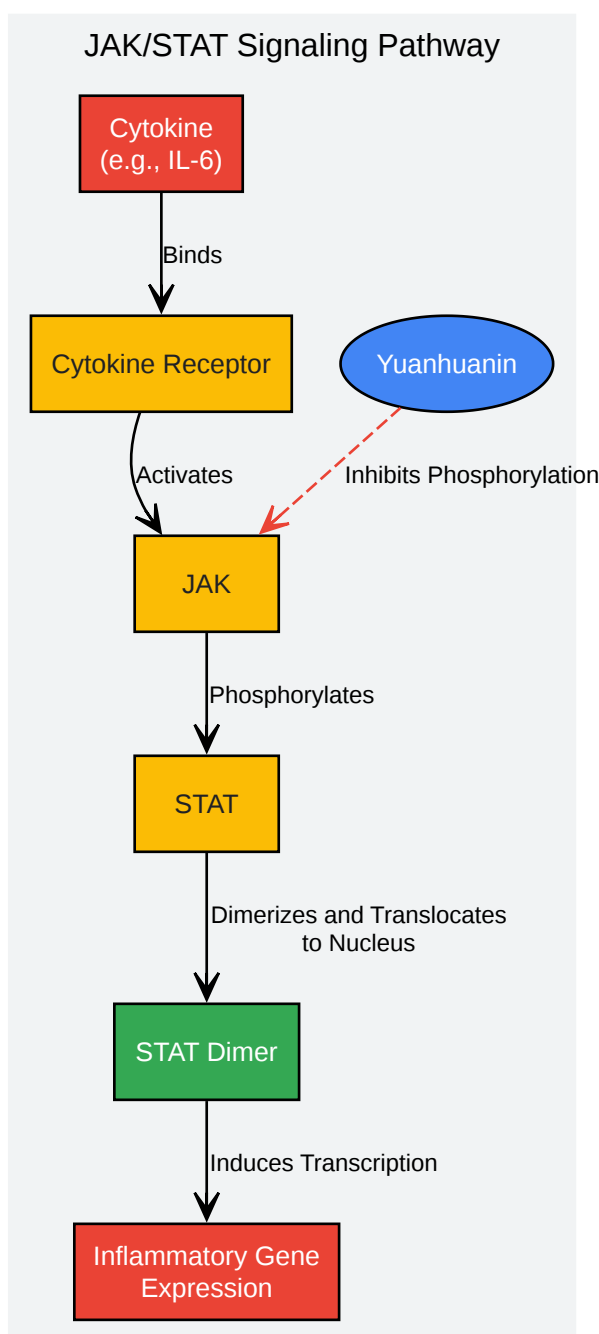 JAK/STAT Signaling Pathway
Cytokine
(e.g., IL-6)
Binds
Cytokine Receptor
Yuanhuanin
Activates
Inhibits Phosphorylation
JAK
Phosphorylates
STAT
Dimerizes and Translocates
to Nucleus
STAT Dimer
Induces Transcription
Inflammatory Gene
Expression